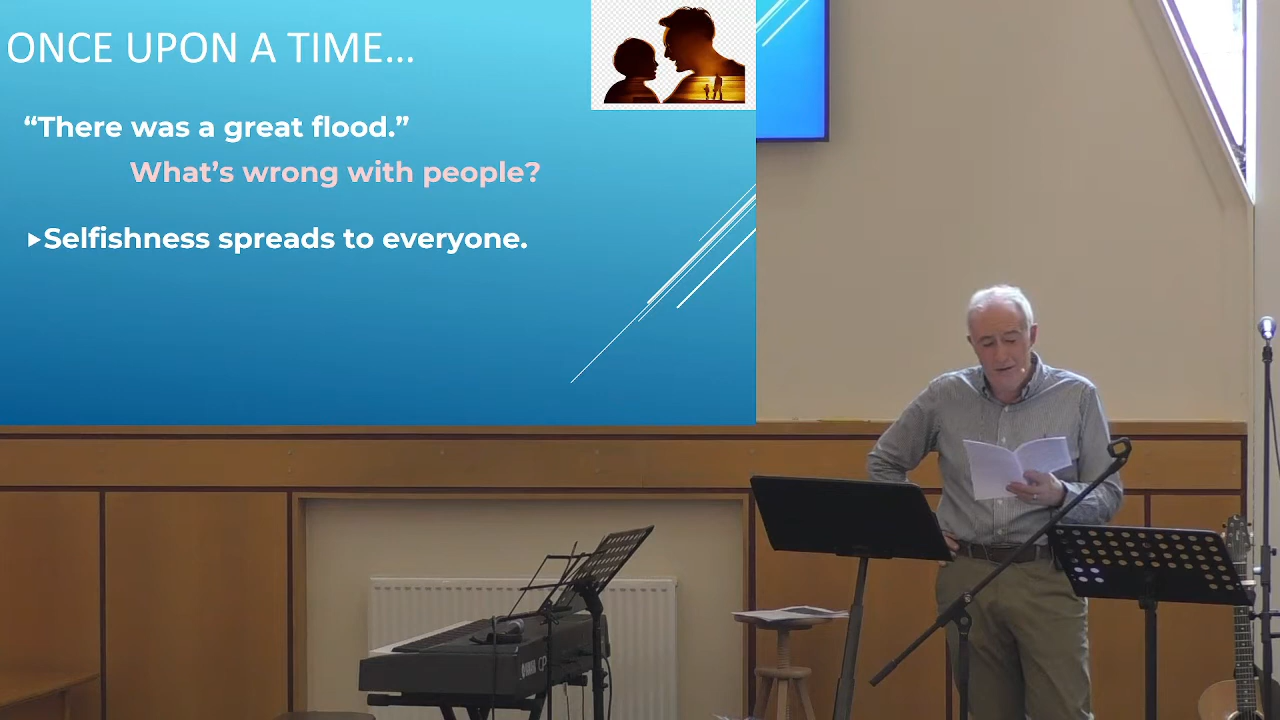 ONCE UPON A TIME...
“There was a great flood.”
What’s wrong with people?
▸Selfishness spreads to everyone.